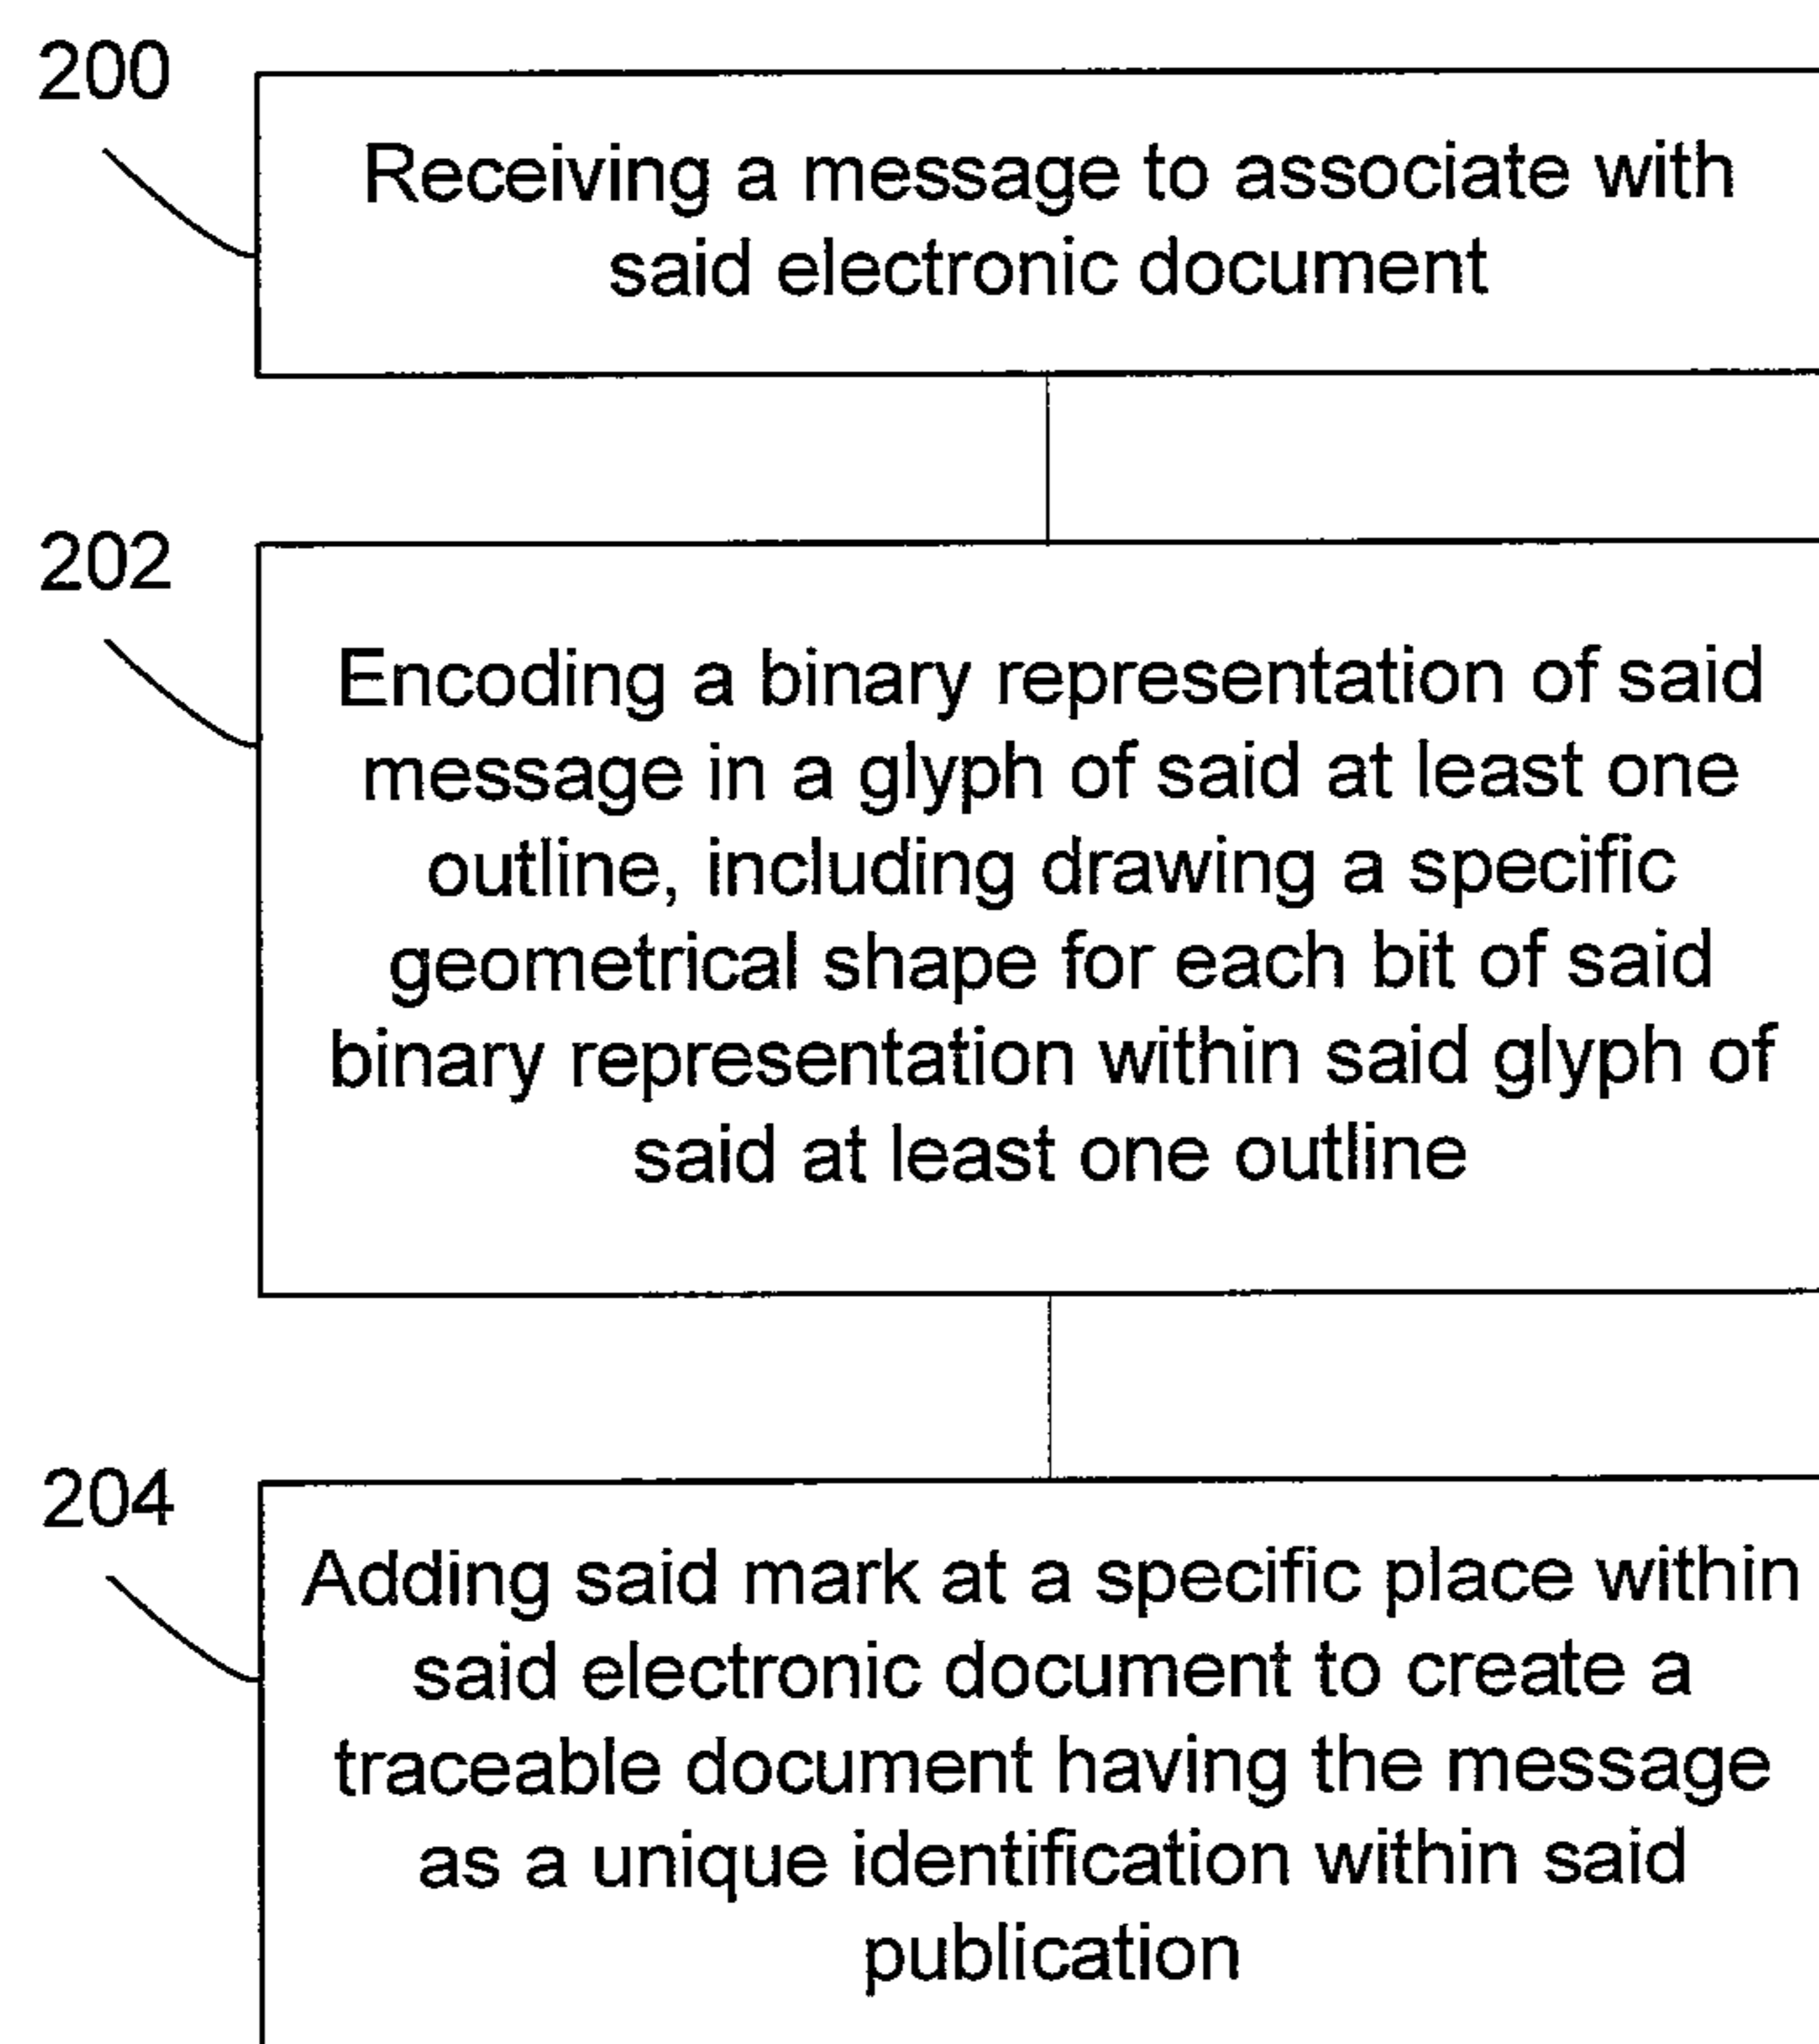 200
Receiving a message to associate with
said electronic document
202
Encoding a binary representation of said
message in a glyph of said at least one
outline, including drawing a specific
geometrical shape for each bit of said
binary representation within said glyph of
said at least one outline
204
Adding said mark at a specific place within
said electronic document to create a
traceable document having the message
as a unique identification within said
publication